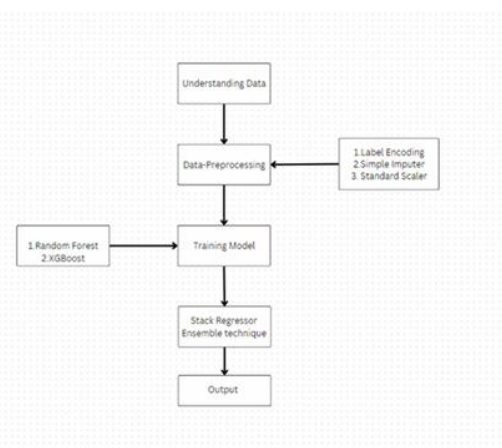 Understanding Data
Data-Preprocessing
1.Label Encoding
2.Simple Imputer
3. Standard Scaler
1.Random Forest
2.XGBoost
Training Model
Stack Regressor
Ensemble technique
Output